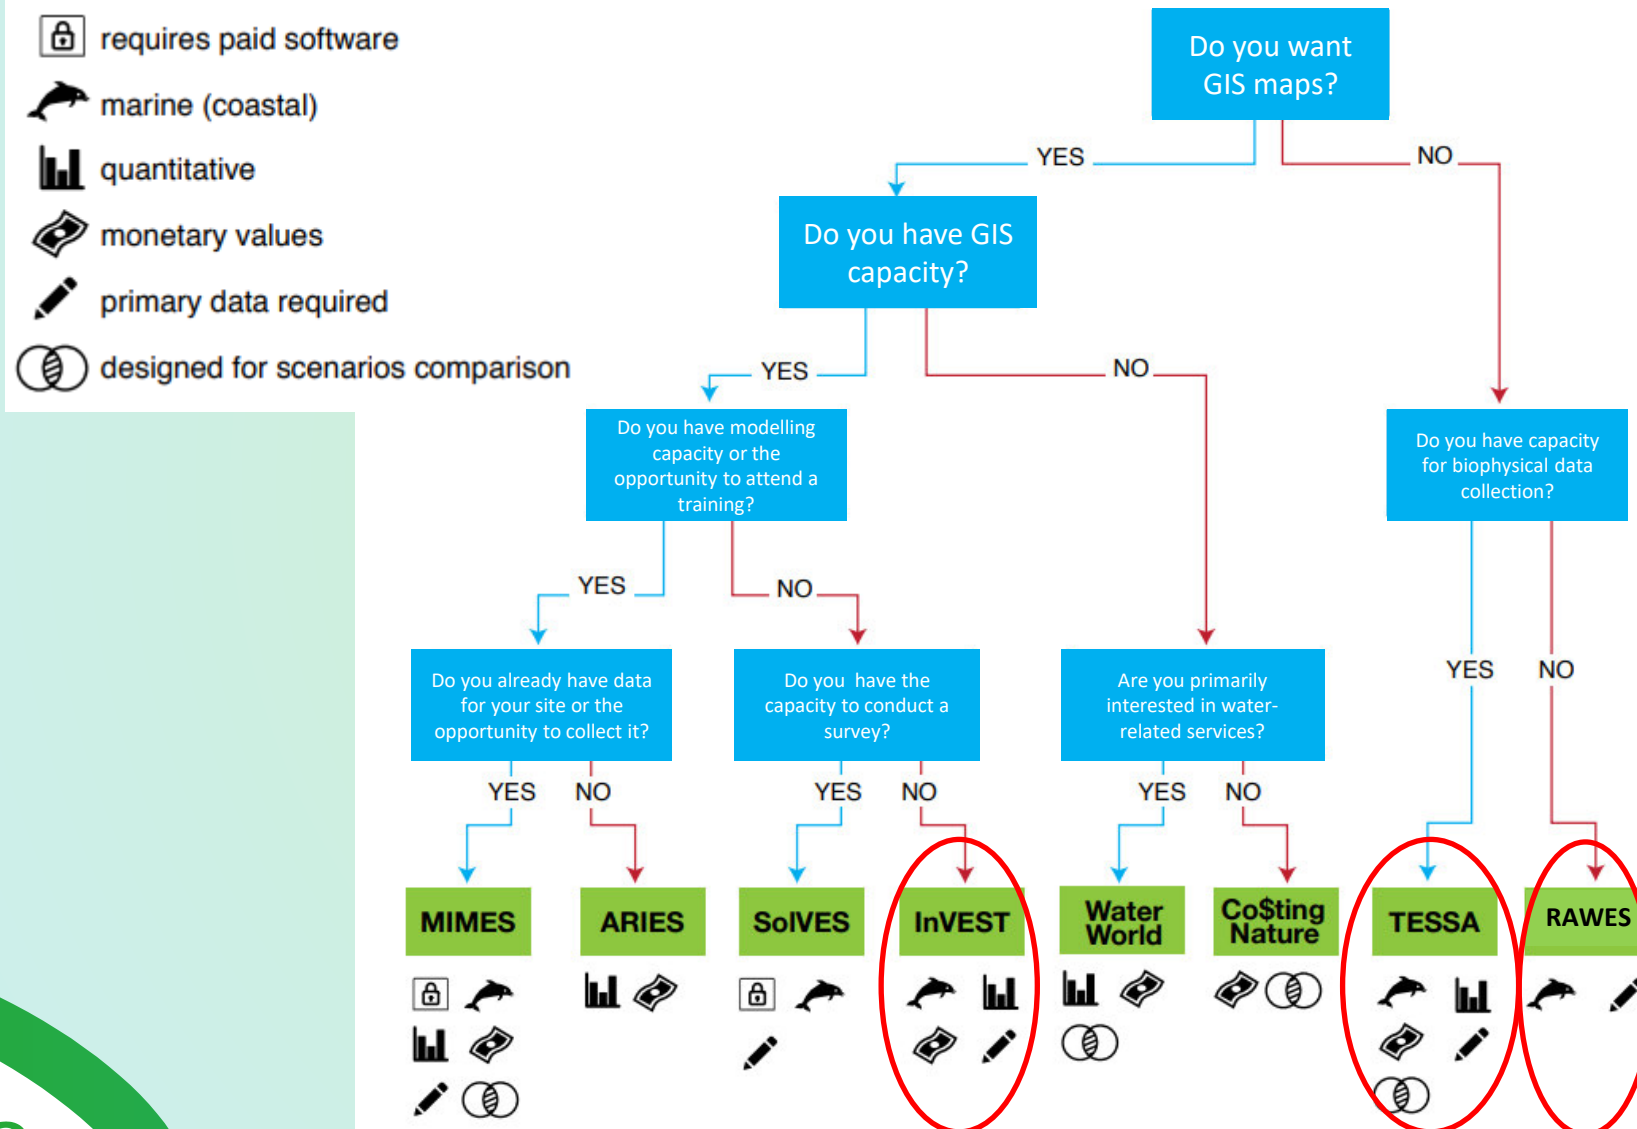 requires paid software
marine (coastal)
quantitative
monetary values
primary data required
designed for scenarios comparison
Do you want
GIS maps?
YES
NO
Do you have GIS
capacity?
YES
NO
Do you have modelling
capacity or the
opportunity to attend a
training?
Do you have capacity
for biophysical data
collection?
YES
NO
Do you already have data
for your site or the
opportunity to collect it?
Do you have the
capacity to conduct a
survey?
Are you primarily
interested in water-
related services?
YES
NO
YES
NO
YES
NO
YES
NO
MIMES
ARIES
SolVES
InVEST
Water
World
Co$ting
Nature
TESSA
RAWES